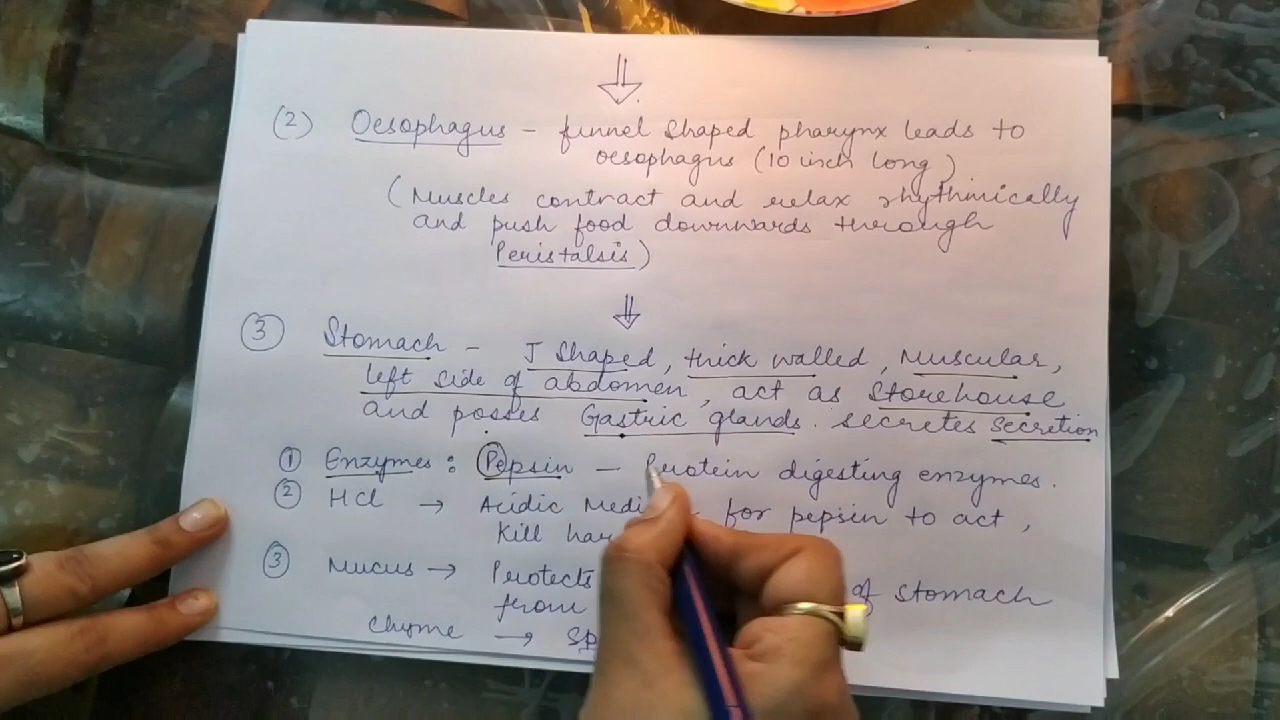 ⇓
(2) Oesophagus - funnel shaped pharynx leads to
oesophagus (10 inch long)
(Muscles contract and relax rhythmically
and push food downwards through
Peristalsis)
⇓
③ Stomach - J Shaped, thick walled, Muscular,
left side of abdomen, act as Storehouse
and posses Gastric glands. secretes Secretion
① Enzymes: Pepsin — Protein digesting enzymes.
② HCl → Acidic for pepsin to act,
Kill
③ Mucus → Protects of stomach
from
Chyme →